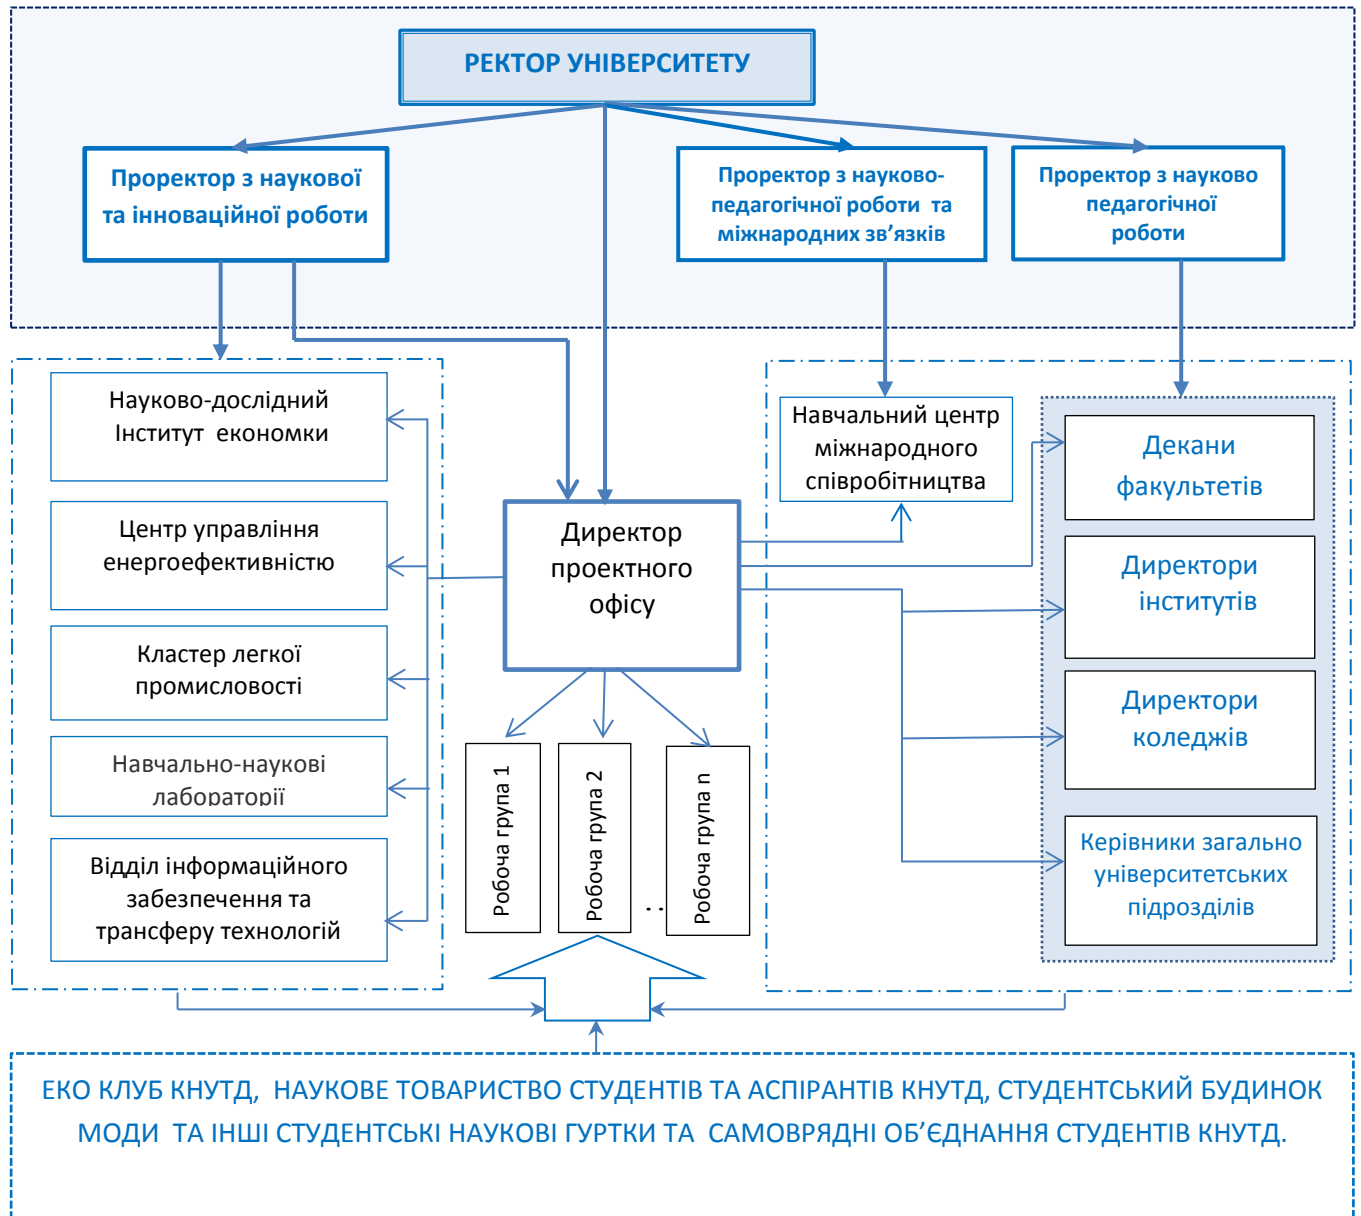 РЕКТОР УНІВЕРСИТЕТУ
Проректор з наукової
та інноваційної роботи
Проректор з науково-
педагогічної роботи та
міжнародних зв’язків
Проректор з науково
педагогічної
роботи
Науково-дослідний
Інститут економки
Центр управління
енергоефективністю
Кластер легкої
промисловості
Навчально-наукові
лабораторії
Відділ інформаційного
забезпечення та
трансферу технологій
Директор
проектного
офісу
Робоча група 1
Робоча група 2
. .
Робоча група n
Навчальний центр
міжнародного
співробітництва
Декани
факультетів
Директори
інститутів
Директори
коледжів
Керівники загально
університетських
підрозділів
ЕКО КЛУБ КНУТД, НАУКОВЕ ТОВАРИСТВО СТУДЕНТІВ ТА АСПІРАНТІВ КНУТД, СТУДЕНТСЬКИЙ БУДИНОК
МОДИ ТА ІНШІ СТУДЕНТСЬКІ НАУКОВІ ГУРТКИ ТА САМОВРЯДНІ ОБ’ЄДНАННЯ СТУДЕНТІВ КНУТД.